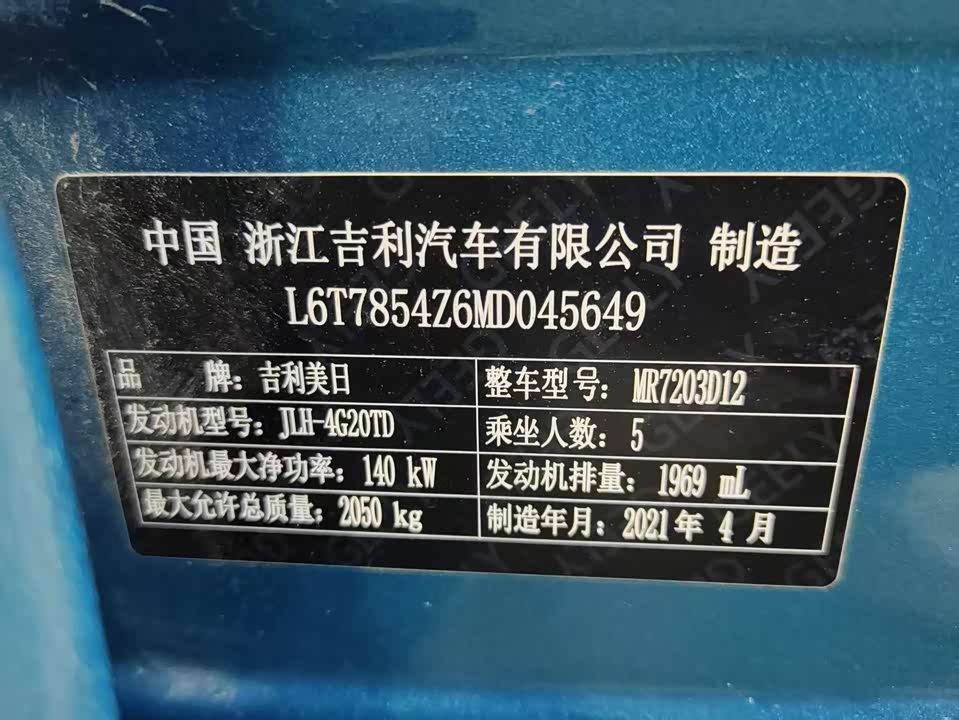 中国 浙江吉利汽车有限公司 制造
L6T7854Z6MD045649
品 牌：吉利美日 整车型号：MR7203D12
发动机型号：JLH-4G20TD 乘坐人数：5
发动机最大净功率：140 kW 发动机排量：1969 mL
最大允许总质量：2050 kg 制造年月：2021年 4 月